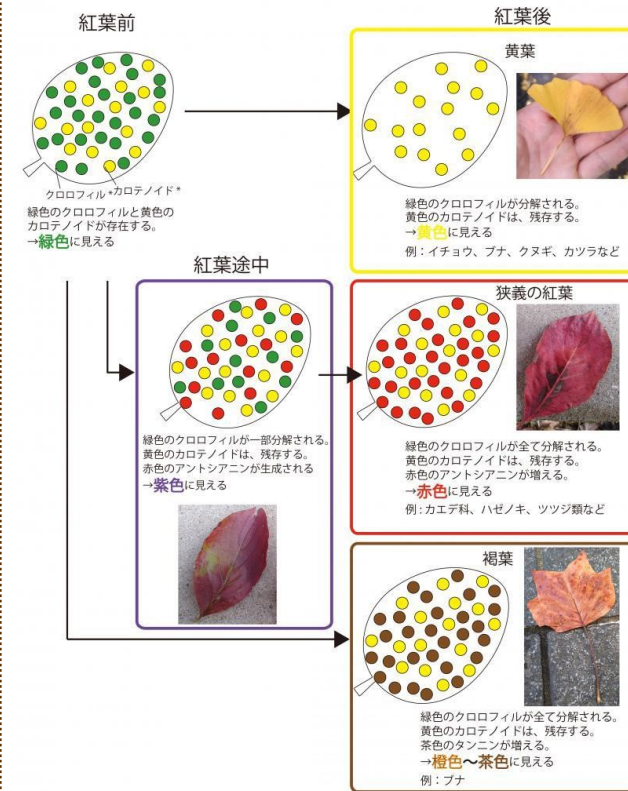 紅葉前
クロロフィル* カロテノイド*
緑色のクロロフィルと黄色の
カロテノイドが存在する。
→緑色に見える
紅葉後
黄葉
緑色のクロロフィルが分解される。
黄色のカロテノイドは、残存する。
→黄色に見える
例：イチョウ、ブナ、クヌギ、カツラなど
紅葉途中
緑色のクロロフィルが一部分解される。
黄色のカロテノイドは、残存する。
赤色のアントシアニンが生成される
→紫色に見える
狭義の紅葉
緑色のクロロフィルが全て分解される。
黄色のカロテノイドは、残存する。
赤色のアントシアニンが増える。
→赤色に見える
例：カエデ科、ハゼノキ、ツツジ類など
褐葉
緑色のクロロフィルが全て分解される。
黄色のカロテノイドは、残存する。
茶色のタンニンが増える。
→橙色〜茶色に見える
例：ブナ